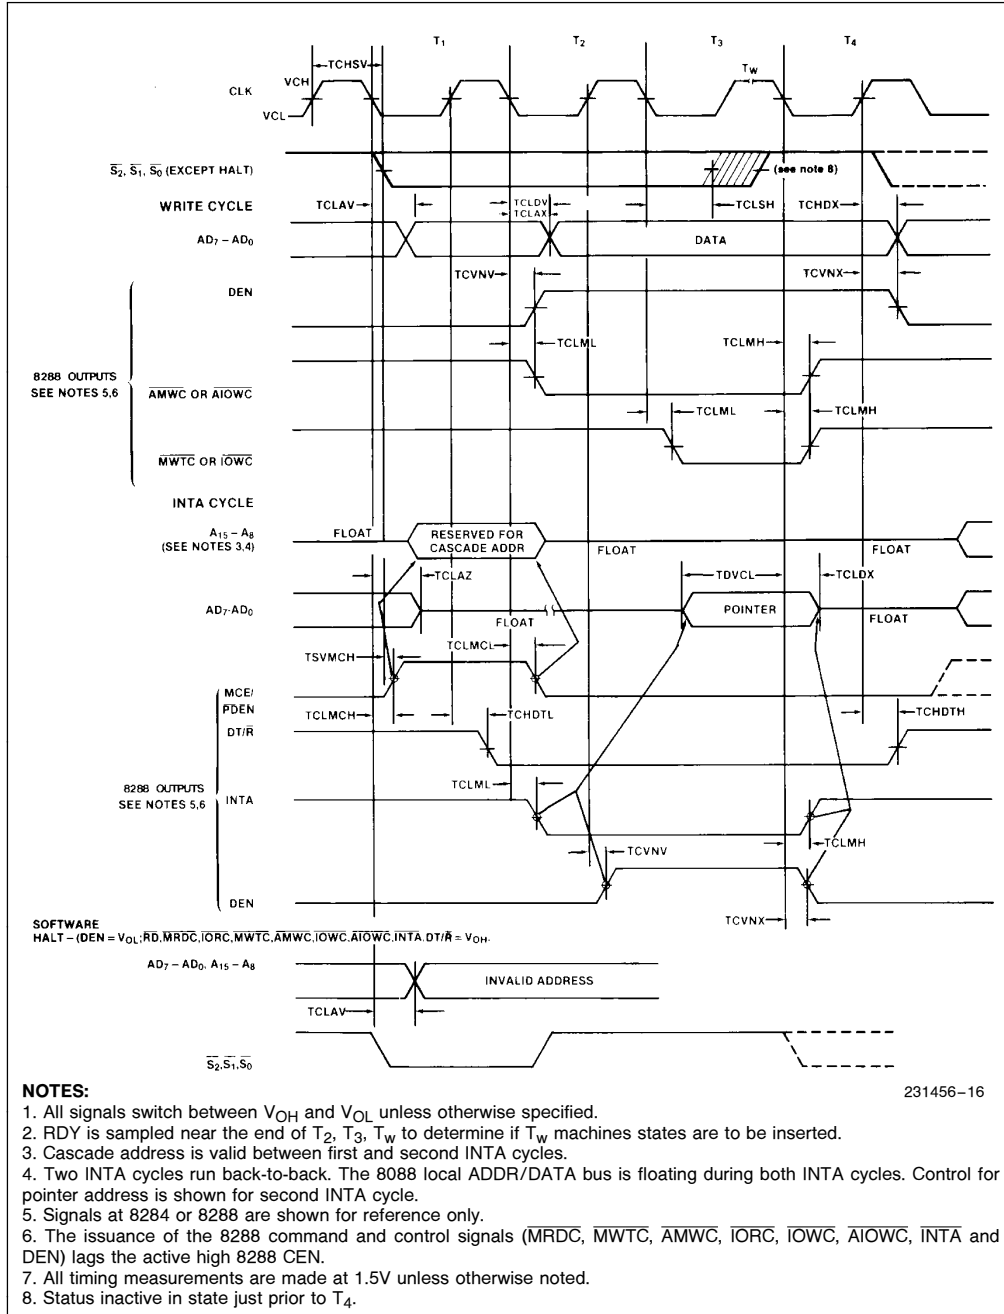 T1 T2 T3 T4
TCHSV
TW
VCH
CLK
VCL
S2, S1, S0 (EXCEPT HALT)
(see note 8)
WRITE CYCLE
TCLAV
TCLDV
TCLAX
TCLSH
TCHDX
AD7 – AD0
DATA
TCVNV
TCVNX
DEN
TCLML
TCLMH
8288 OUTPUTS
SEE NOTES 5,6
AMWC OR AIOWC
TCLML
TCLMH
MWTC OR IOWC
INTA CYCLE
A15 – A8
(SEE NOTES 3,4)
FLOAT
RESERVED FOR
CASCADE ADDR
FLOAT
FLOAT
TCLAZ
TDVCL
TCLDX
AD7-AD0
FLOAT
POINTER
FLOAT
TCLMCL
TSVMCH
MCE/
PDEN
TCLMCH
TCHDTL
TCHDTH
DT/R
TCLML
8288 OUTPUTS
SEE NOTES 5,6
INTA
TCLMH
TCVNV
DEN
TCVNX
SOFTWARE
HALT – (DEN = VOL; RD, MRDC, IORC, MWTC, AMWC, IOWC, AIOWC, INTA, DT/R = VOH.
AD7 – AD0, A15 – A8
INVALID ADDRESS
TCLAV
S2, S1, S0
NOTES: 231456–16
1. All signals switch between VOH and VOL unless otherwise specified.
2. RDY is sampled near the end of T2, T3, Tw to determine if Tw machines states are to be inserted.
3. Cascade address is valid between first and second INTA cycles.
4. Two INTA cycles run back-to-back. The 8088 local ADDR/DATA bus is floating during both INTA cycles. Control for
pointer address is shown for second INTA cycle.
5. Signals at 8284 or 8288 are shown for reference only.
6. The issuance of the 8288 command and control signals (MRDC, MWTC, AMWC, IORC, IOWC, AIOWC, INTA and
DEN) lags the active high 8288 CEN.
7. All timing measurements are made at 1.5V unless otherwise noted.
8. Status inactive in state just prior to T4.